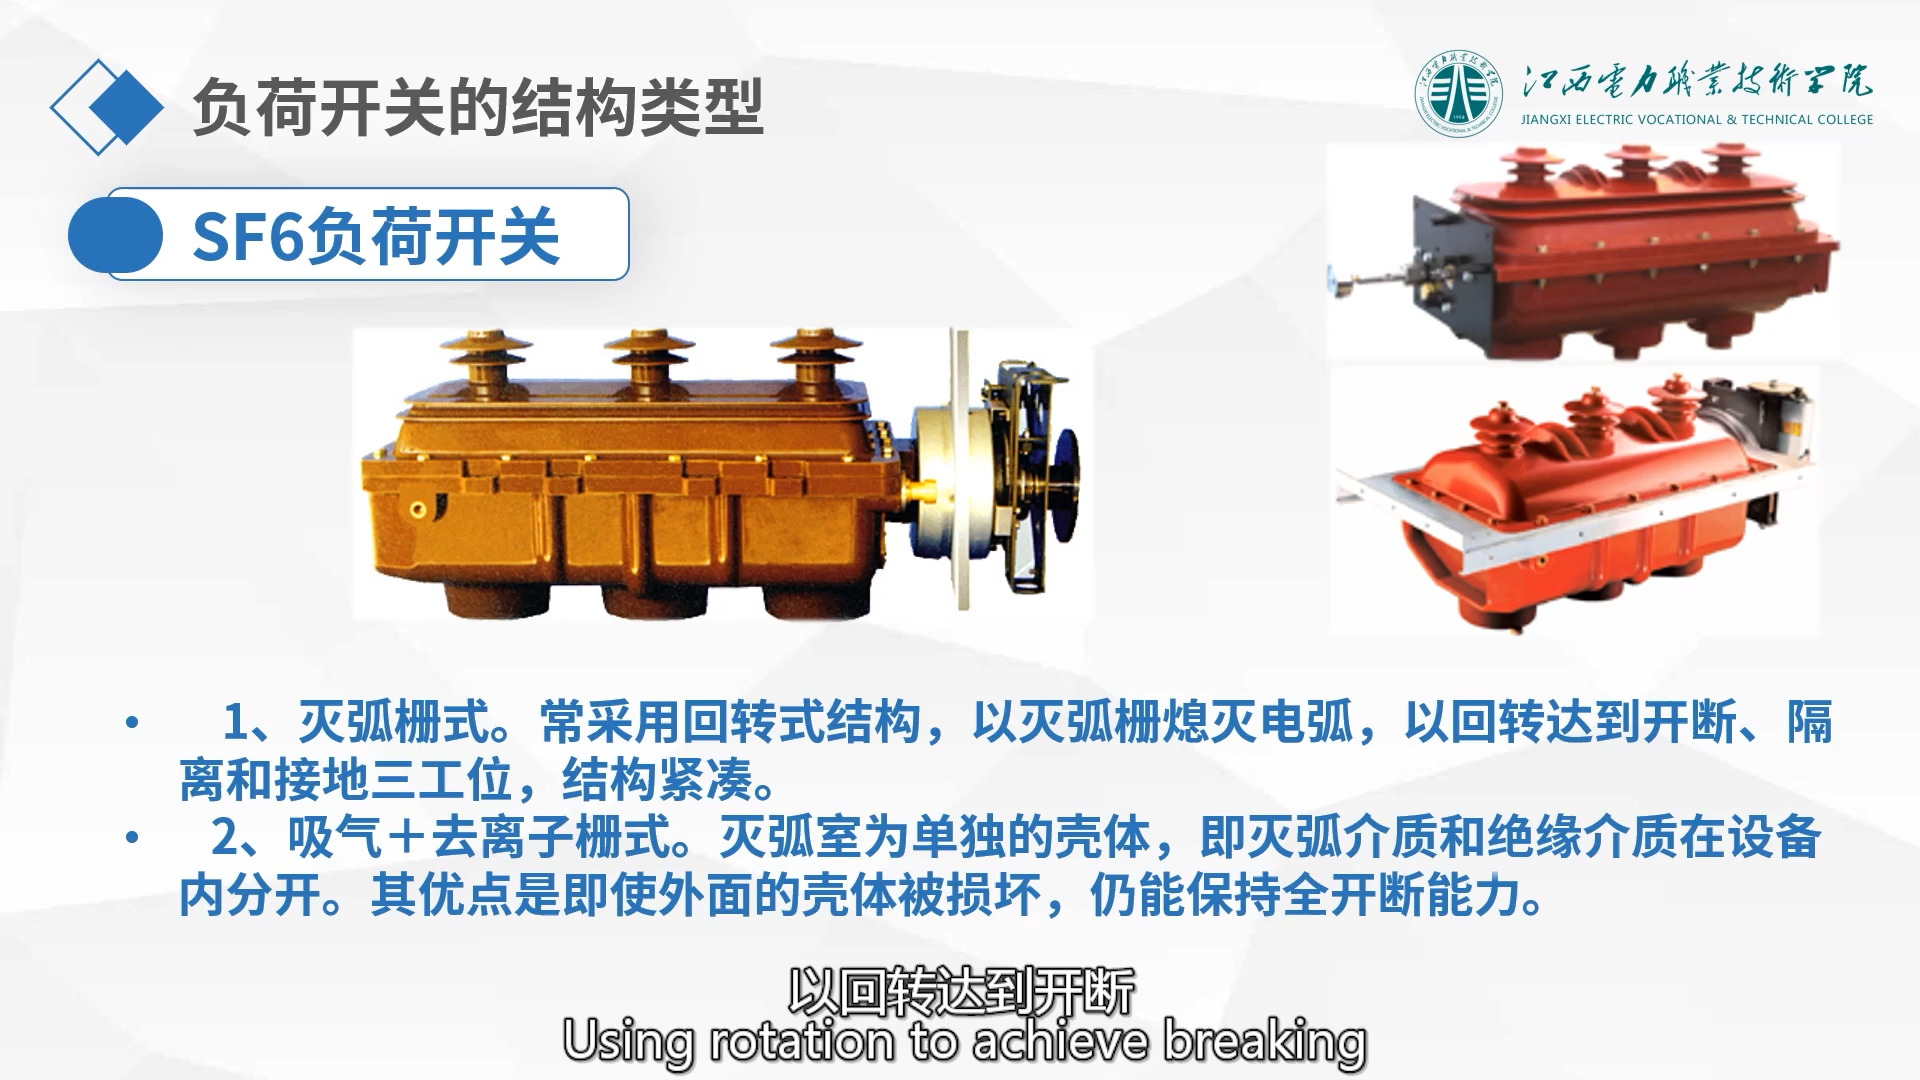 负荷开关的结构类型
江西電力職業技術学院
JIANGXI ELECTRIC VOCATIONAL & TECHNICAL COLLEGE
SF6负荷开关
• 1、灭弧栅式。常采用回转式结构，以灭弧栅熄灭电弧，以回转达到开断、隔
离和接地三工位，结构紧凑。
• 2、吸气＋去离子栅式。灭弧室为单独的壳体，即灭弧介质和绝缘介质在设备
内分开。其优点是即使外面的壳体被损坏，仍能保持全开断能力。
以回转达到开断
Using rotation to achieve breaking